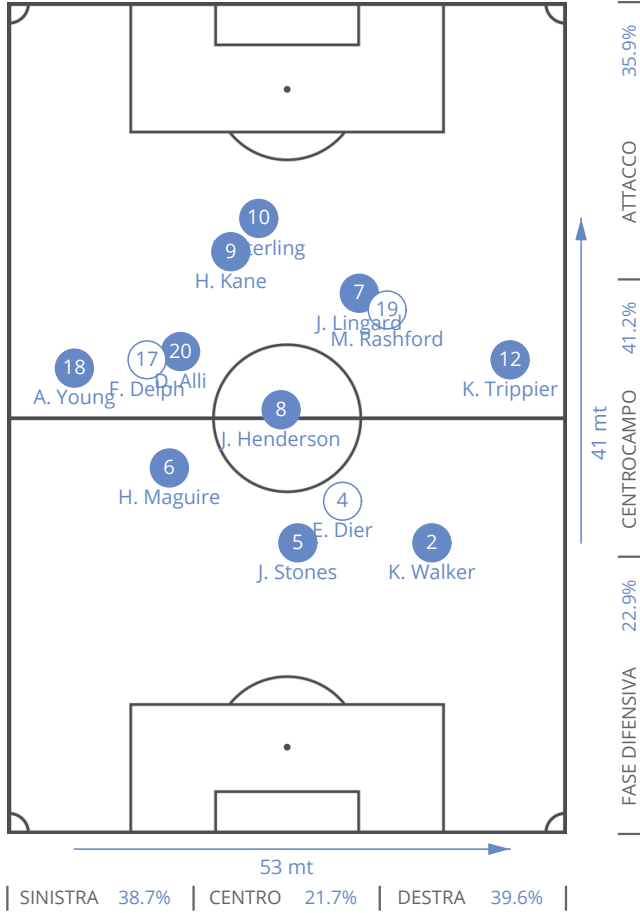 35.9%
ATTACCO
10
terling
9
H. Kane
7
J. Lingard
19
M. Rashford
18
A. Young
17
F. Delph
20
D. Alli
12
K. Trippier
41.2%
CENTROCAMPO
41 mt
8
J. Henderson
6
H. Maguire
4
E. Dier
5
J. Stones
2
K. Walker
22.9%
FASE DIFENSIVA
53 mt
SINISTRA 38.7% CENTRO 21.7% DESTRA 39.6%